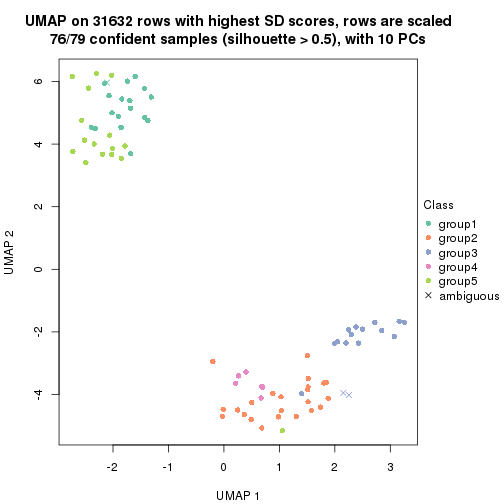 UMAP on 31632 rows with highest SD scores, rows are scaled
76/79 confident samples (silhouette > 0.5), with 10 PCs
6
4
2
0
-2
-4
UMAP 2
-2
-1
0
1
2
3
UMAP 1
Class
group1
group2
group3
group4
group5
ambiguous